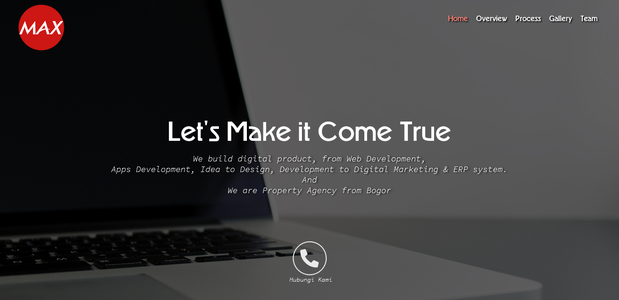 MAX
Home Overview Process Gallery Team
Let's Make it Come True
We build digital product, from Web Development,
Apps Development, Idea to Design, Development to Digital Marketing & ERP system.
And
We are Property Agency from Bogor
Hubungi Kami